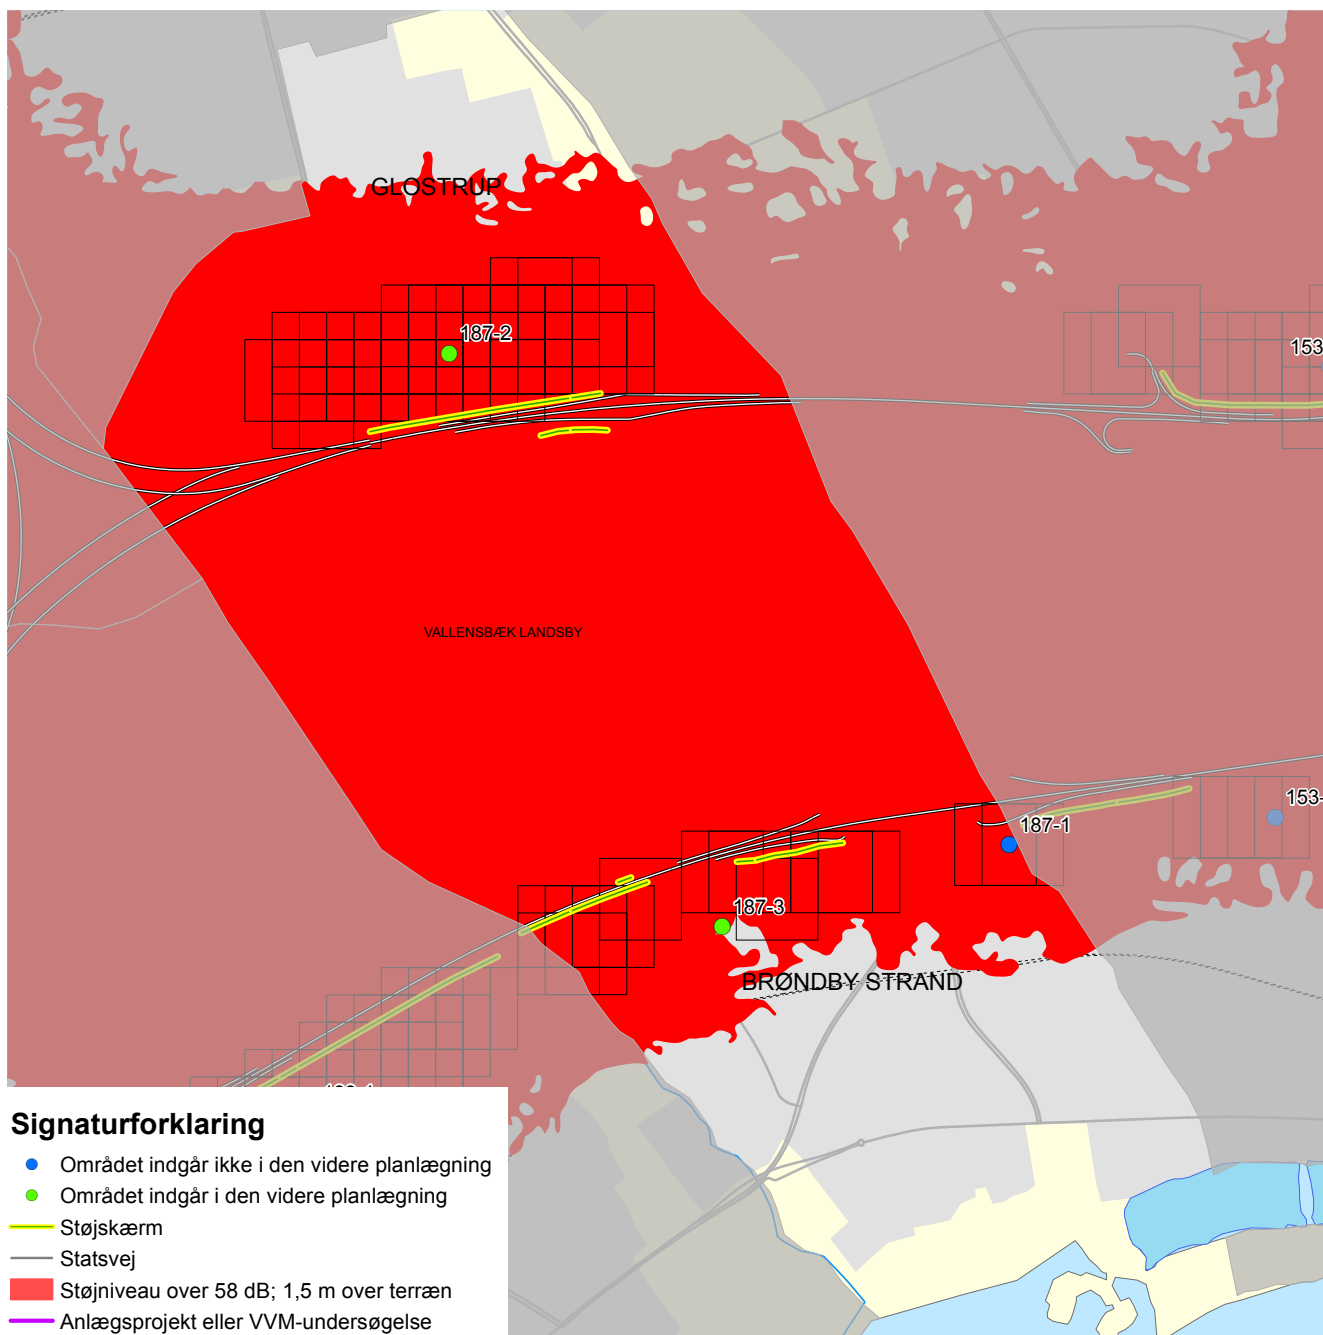 GLOSTRUP
187-2
153
VALLENSBÆK LANDSBY
153-
187-1
187-3
BRØNDBY STRAND
Signaturforklaring
Området indgår ikke i den videre planlægning
Området indgår i den videre planlægning
Støjskærm
Statsvej
Støjniveau over 58 dB; 1,5 m over terræn
Anlægsprojekt eller VVM-undersøgelse